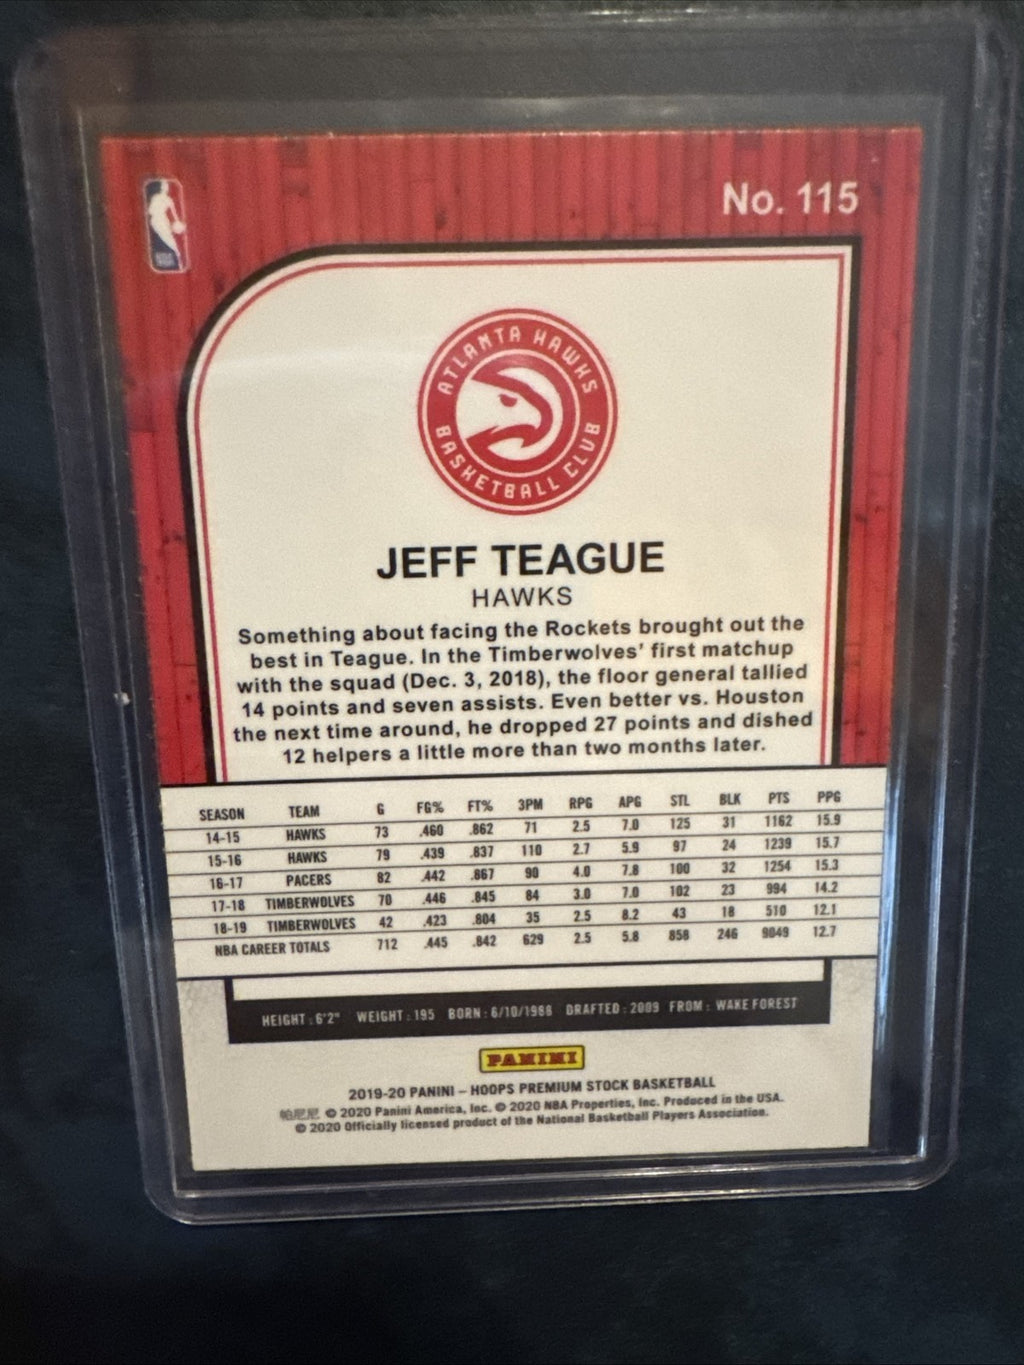 No. 115
NBA
ATLANTA HAWKS
BASKETBALL CLUB
JEFF TEAGUE
HAWKS
Something about facing the Rockets brought out the
best in Teague. In the Timberwolves' first matchup
with the squad (Dec. 3, 2018), the floor general tallied
14 points and seven assists. Even better vs. Houston
the next time around, he dropped 27 points and dished
12 helpers a little more than two months later.
SEASON TEAM G FG% FT% 3PM RPG APG STL BLK PTS PPG
14-15 HAWKS 73 .460 .862 71 2.5 7.0 125 31 1162 15.9
15-16 HAWKS 79 .439 .837 110 2.7 5.9 97 24 1239 15.7
16-17 PACERS 82 .442 .867 90 4.0 7.8 100 32 1254 15.3
17-18 TIMBERWOLVES 70 .446 .845 84 3.0 7.0 102 23 994 14.2
18-19 TIMBERWOLVES 42 .423 .804 35 2.5 8.2 43 18 510 12.1
NBA CAREER TOTALS 712 .445 .842 629 2.5 5.8 858 246 9049 12.7
HEIGHT: 6'2" WEIGHT: 195 BORN: 6/10/1988 DRAFTED: 2009 FROM: WAKE FOREST
PANINI
2019-20 PANINI – HOOPS PREMIUM STOCK BASKETBALL
帕尼尼 © 2020 Panini America, Inc. © 2020 NBA Properties, Inc. Produced in the USA.
© 2020 Officially licensed product of the National Basketball Players Association.